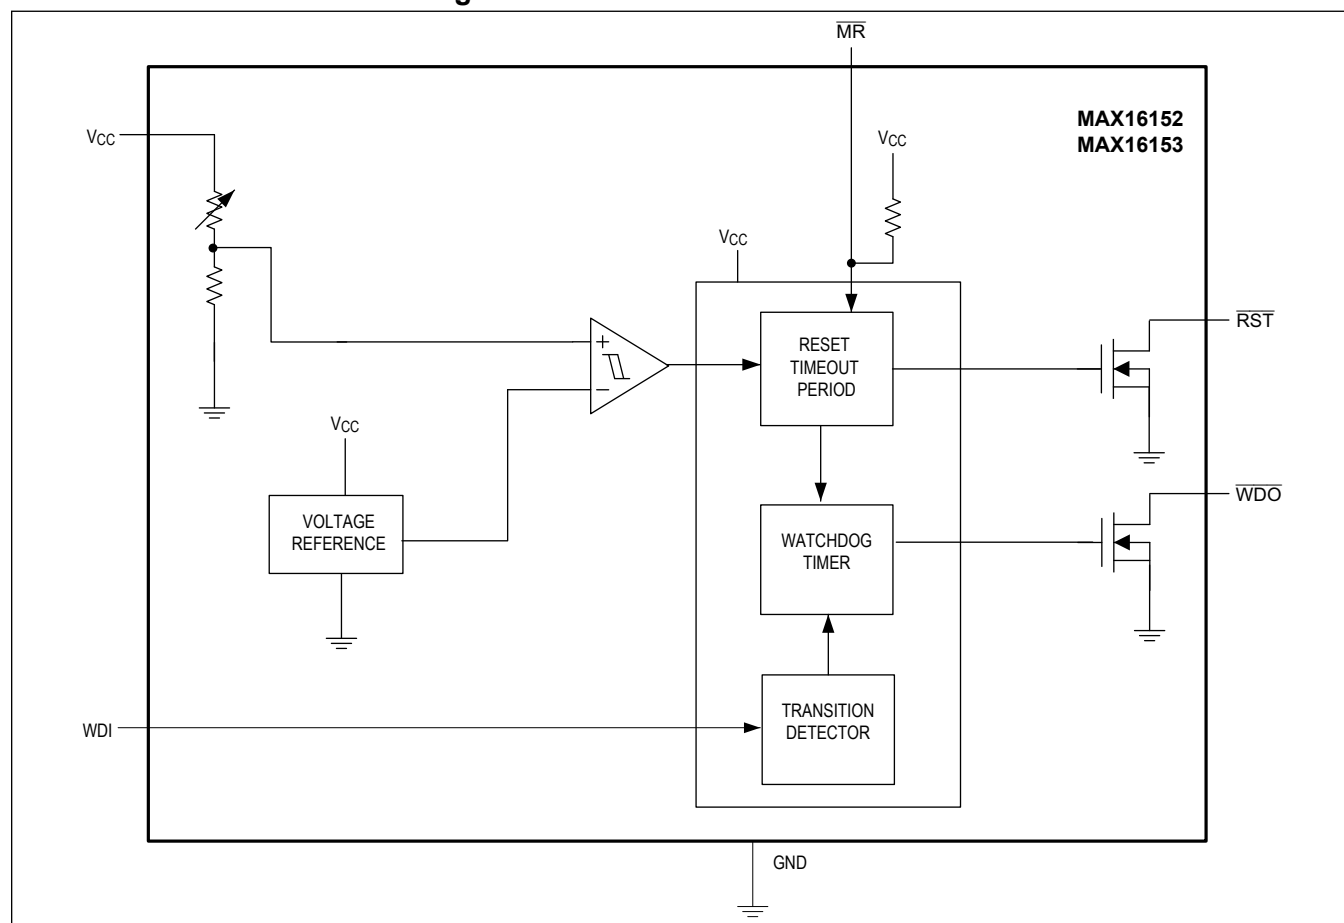 g
MR
MAX16152
MAX16153
VCC
VCC
VCC
RESET
TIMEOUT
PERIOD
RST
+
−
VCC
VOLTAGE
REFERENCE
WATCHDOG
TIMER
WDO
TRANSITION
DETECTOR
WDI
GND